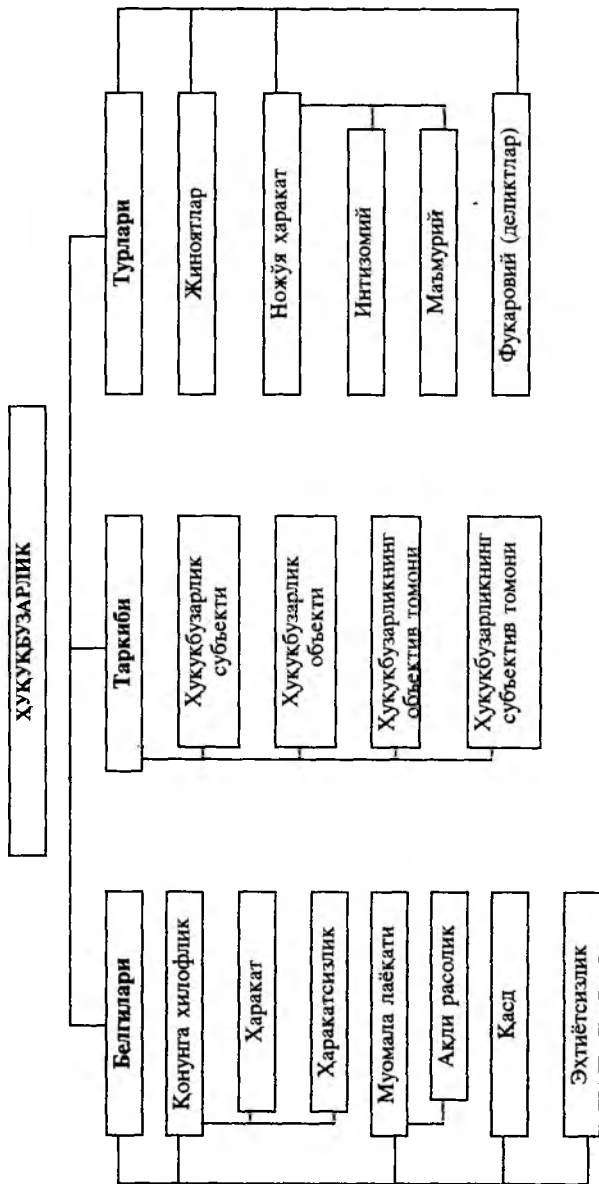 ҲУҚУҚБУЗАРЛИК
Белгилари
Қонунга хилофлик
Ҳаракат
Ҳаракатсизлик
Муомала лаёқати
Ақли расолик
Қасд
Эҳтиётсизлик
Таркиби
Ҳуқуқбузарлик
субъекти
Ҳуқуқбузарлик
объекти
Ҳуқуқбузарликнинг
объектив томони
Ҳуқуқбузарликнинг
субъектив томони
Турлари
Жиноятлар
Ножўя ҳаракат
Интизомий
Маъмурий
Фуқаровий (деликтлар)